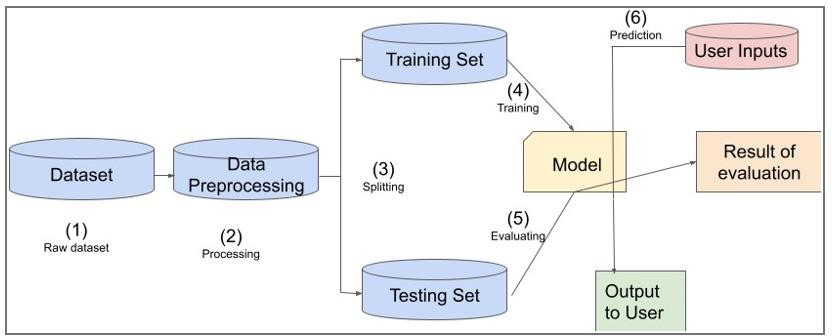 (6)
Prediction
User Inputs
Training Set
(4)
Training
Dataset
Data
Preprocessing
(3)
Splitting
Model
Result of
evaluation
(1)
Raw dataset
(2)
Processing
(5)
Evaluating
Testing Set
Output
to User